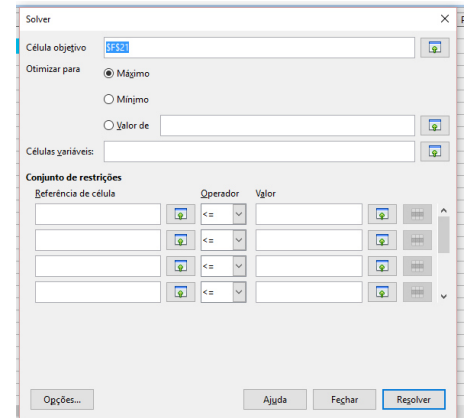 Solver
Célula objetivo $F$21
Otimizar para Máximo
Mínimo
Valor de
Células variáveis:
Conjunto de restrições
Referência de célula Operador Valor
<=
<=
<=
<=
Opções... Ajuda Fechar Resolver